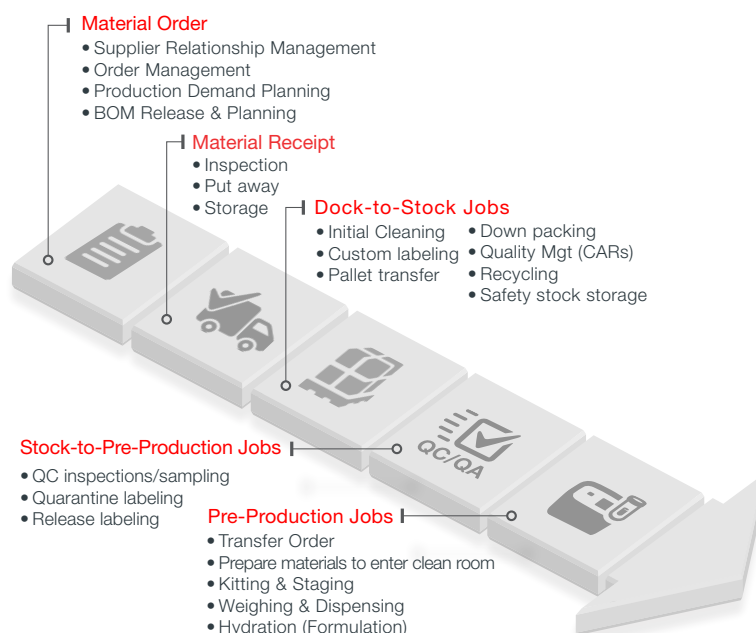 Material Order
• Supplier Relationship Management
• Order Management
• Production Demand Planning
• BOM Release & Planning
Material Receipt
• Inspection
• Put away
• Storage
Dock-to-Stock Jobs
• Initial Cleaning
• Custom labeling
• Pallet transfer
• Down packing
• Quality Mgt (CARs)
• Recycling
• Safety stock storage
QC/QA
Stock-to-Pre-Production Jobs
• QC inspections/sampling
• Quarantine labeling
• Release labeling
Pre-Production Jobs
• Transfer Order
• Prepare materials to enter clean room
• Kitting & Staging
• Weighing & Dispensing
• Hydration (Formulation)